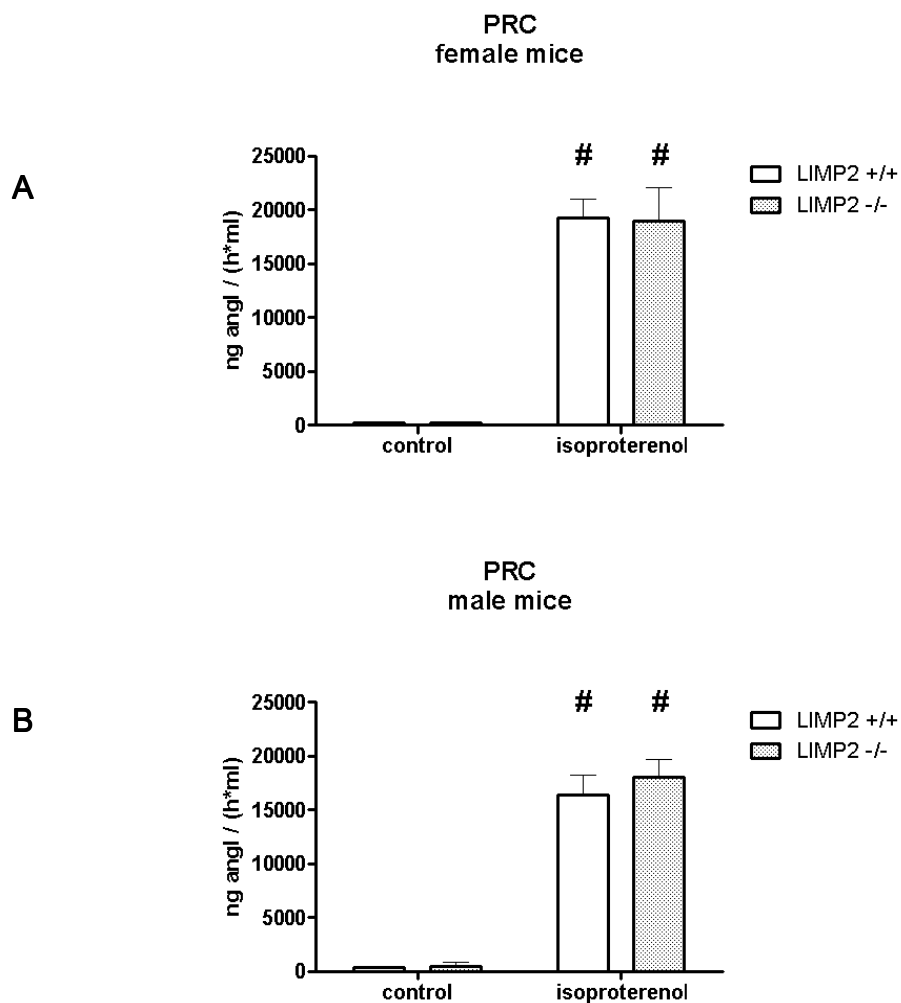 PRC
female mice
A
25000
20000
15000
10000
5000
0
ng angI / (h*ml)
# #
LIMP2 +/+
LIMP2 -/-
control isoproterenol
PRC
male mice
B
25000
20000
15000
10000
5000
0
ng angI / (h*ml)
# #
LIMP2 +/+
LIMP2 -/-
control isoproterenol